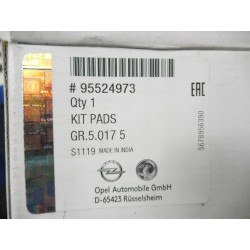 # 95524973
Qty 1
KIT PADS
GR.5.017 5
S1119 MADE IN INDIA
Opel Automobile GmbH
D-65423 Rüsselsheim
EAC
5678956390